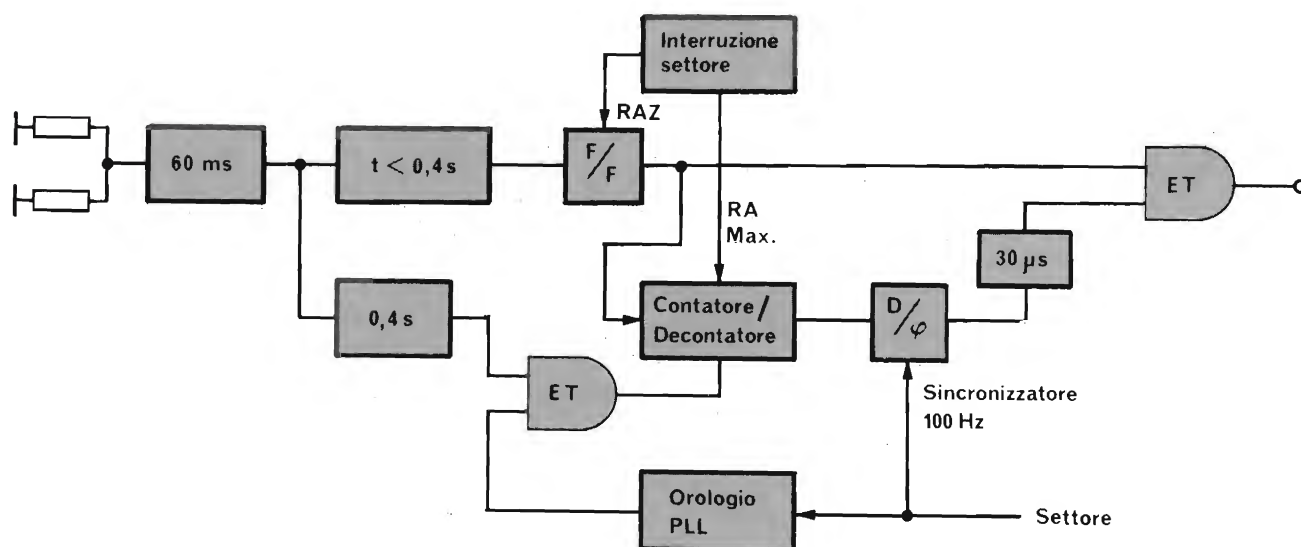 Interruzione
settore
RAZ
60 ms
t < 0,4 s
F/F
ET
RA
Max.
30 µs
0,4 s
Contatore /
Decontatore
D/φ
ET
Sincronizzatore
100 Hz
Orologio
PLL
Settore